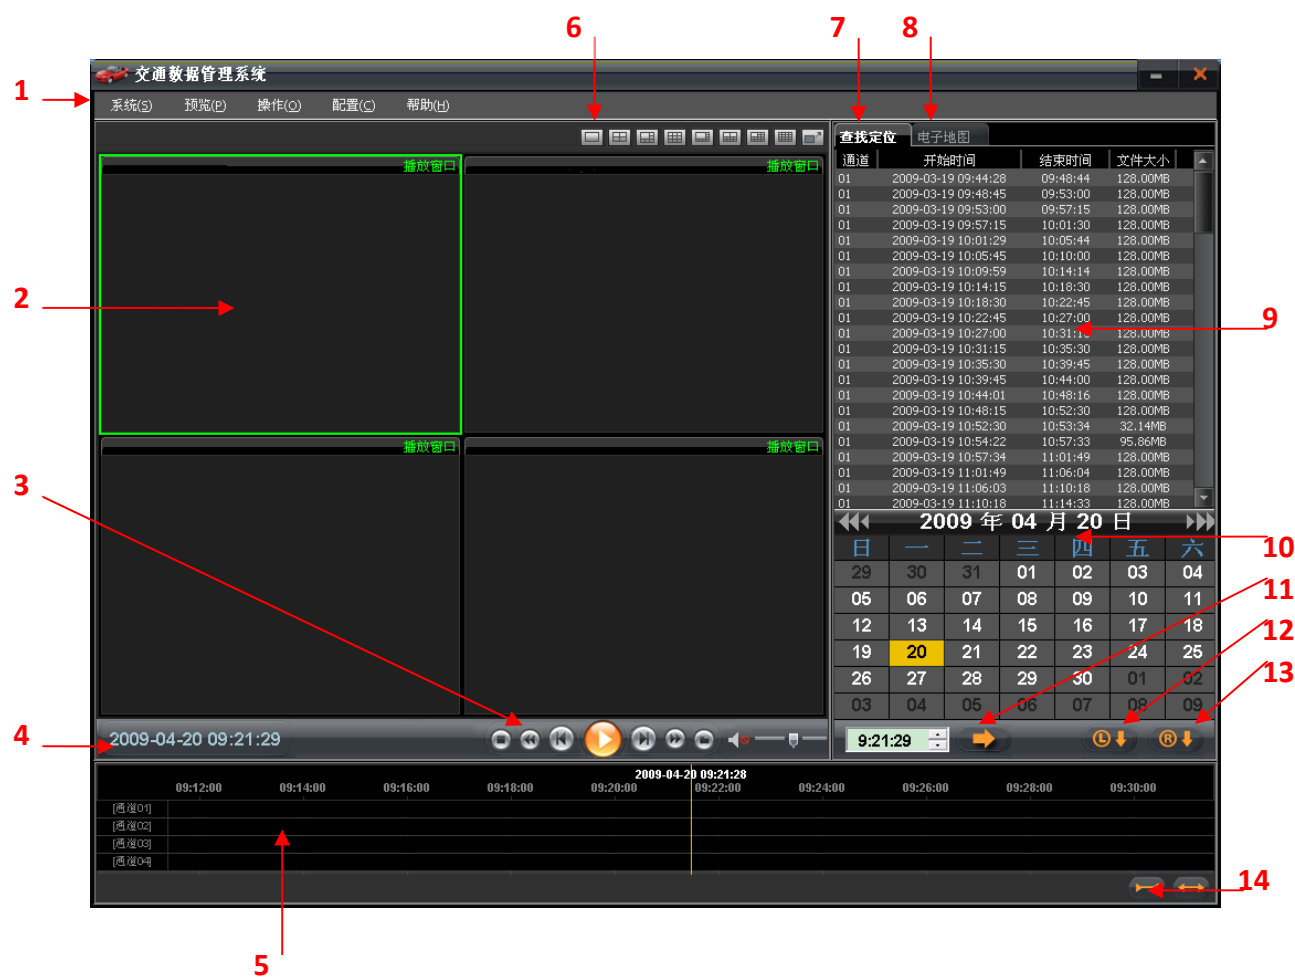 6 7 8
交通数据管理系统
1
系统(S) 预览(P) 操作(O) 配置(C) 帮助(H)
查找定位 电子地图
播放窗口 播放窗口
通道 开始时间 结束时间 文件大小
01 2009-03-19 09:44:28 09:48:44 128.00MB
01 2009-03-19 09:48:45 09:53:00 128.00MB
01 2009-03-19 09:53:00 09:57:15 128.00MB
01 2009-03-19 09:57:15 10:01:30 128.00MB
01 2009-03-19 10:01:29 10:05:44 128.00MB
01 2009-03-19 10:05:45 10:10:00 128.00MB
01 2009-03-19 10:09:59 10:14:14 128.00MB
01 2009-03-19 10:14:15 10:18:30 128.00MB
2
01 2009-03-19 10:18:30 10:22:45 128.00MB
01 2009-03-19 10:22:45 10:27:00 128.00MB
9
01 2009-03-19 10:27:00 128.00MB
01 2009-03-19 10:31:15 10:35:30 128.00MB
01 2009-03-19 10:35:30 10:39:45 128.00MB
01 2009-03-19 10:39:45 10:44:00 128.00MB
01 2009-03-19 10:44:01 10:48:16 128.00MB
01 2009-03-19 10:48:15 10:52:30 128.00MB
01 2009-03-19 10:52:30 10:53:34 32.14MB
01 2009-03-19 10:54:22 10:57:33 95.86MB
播放窗口 播放窗口
01 2009-03-19 10:57:34 11:01:49 128.00MB
01 2009-03-19 11:01:49 11:06:04 128.00MB
01 2009-03-19 11:06:03 11:10:18 128.00MB
01 2009-03-19 11:10:18 11:14:33 128.00MB
3
2009 年 04 月 20 日
日 一 二 三 四 五 六
10
29 30 31 01 02 03 04
11
05 06 07 08 09 10 11
12 13 14 15 16 17 18
12
19 20 21 22 23 24 25
26 27 28 29 30 01 02
13
03 04 05 06 07 08 09
4
2009-04-20 09:21:29
9:21:29
L R
2009-04-20 09:21:28
09:12:00 09:14:00 09:16:00 09:18:00 09:20:00 09:22:00 09:24:00 09:26:00 09:28:00 09:30:00
[通道01]
[通道02]
[通道03]
[通道04]
14
5